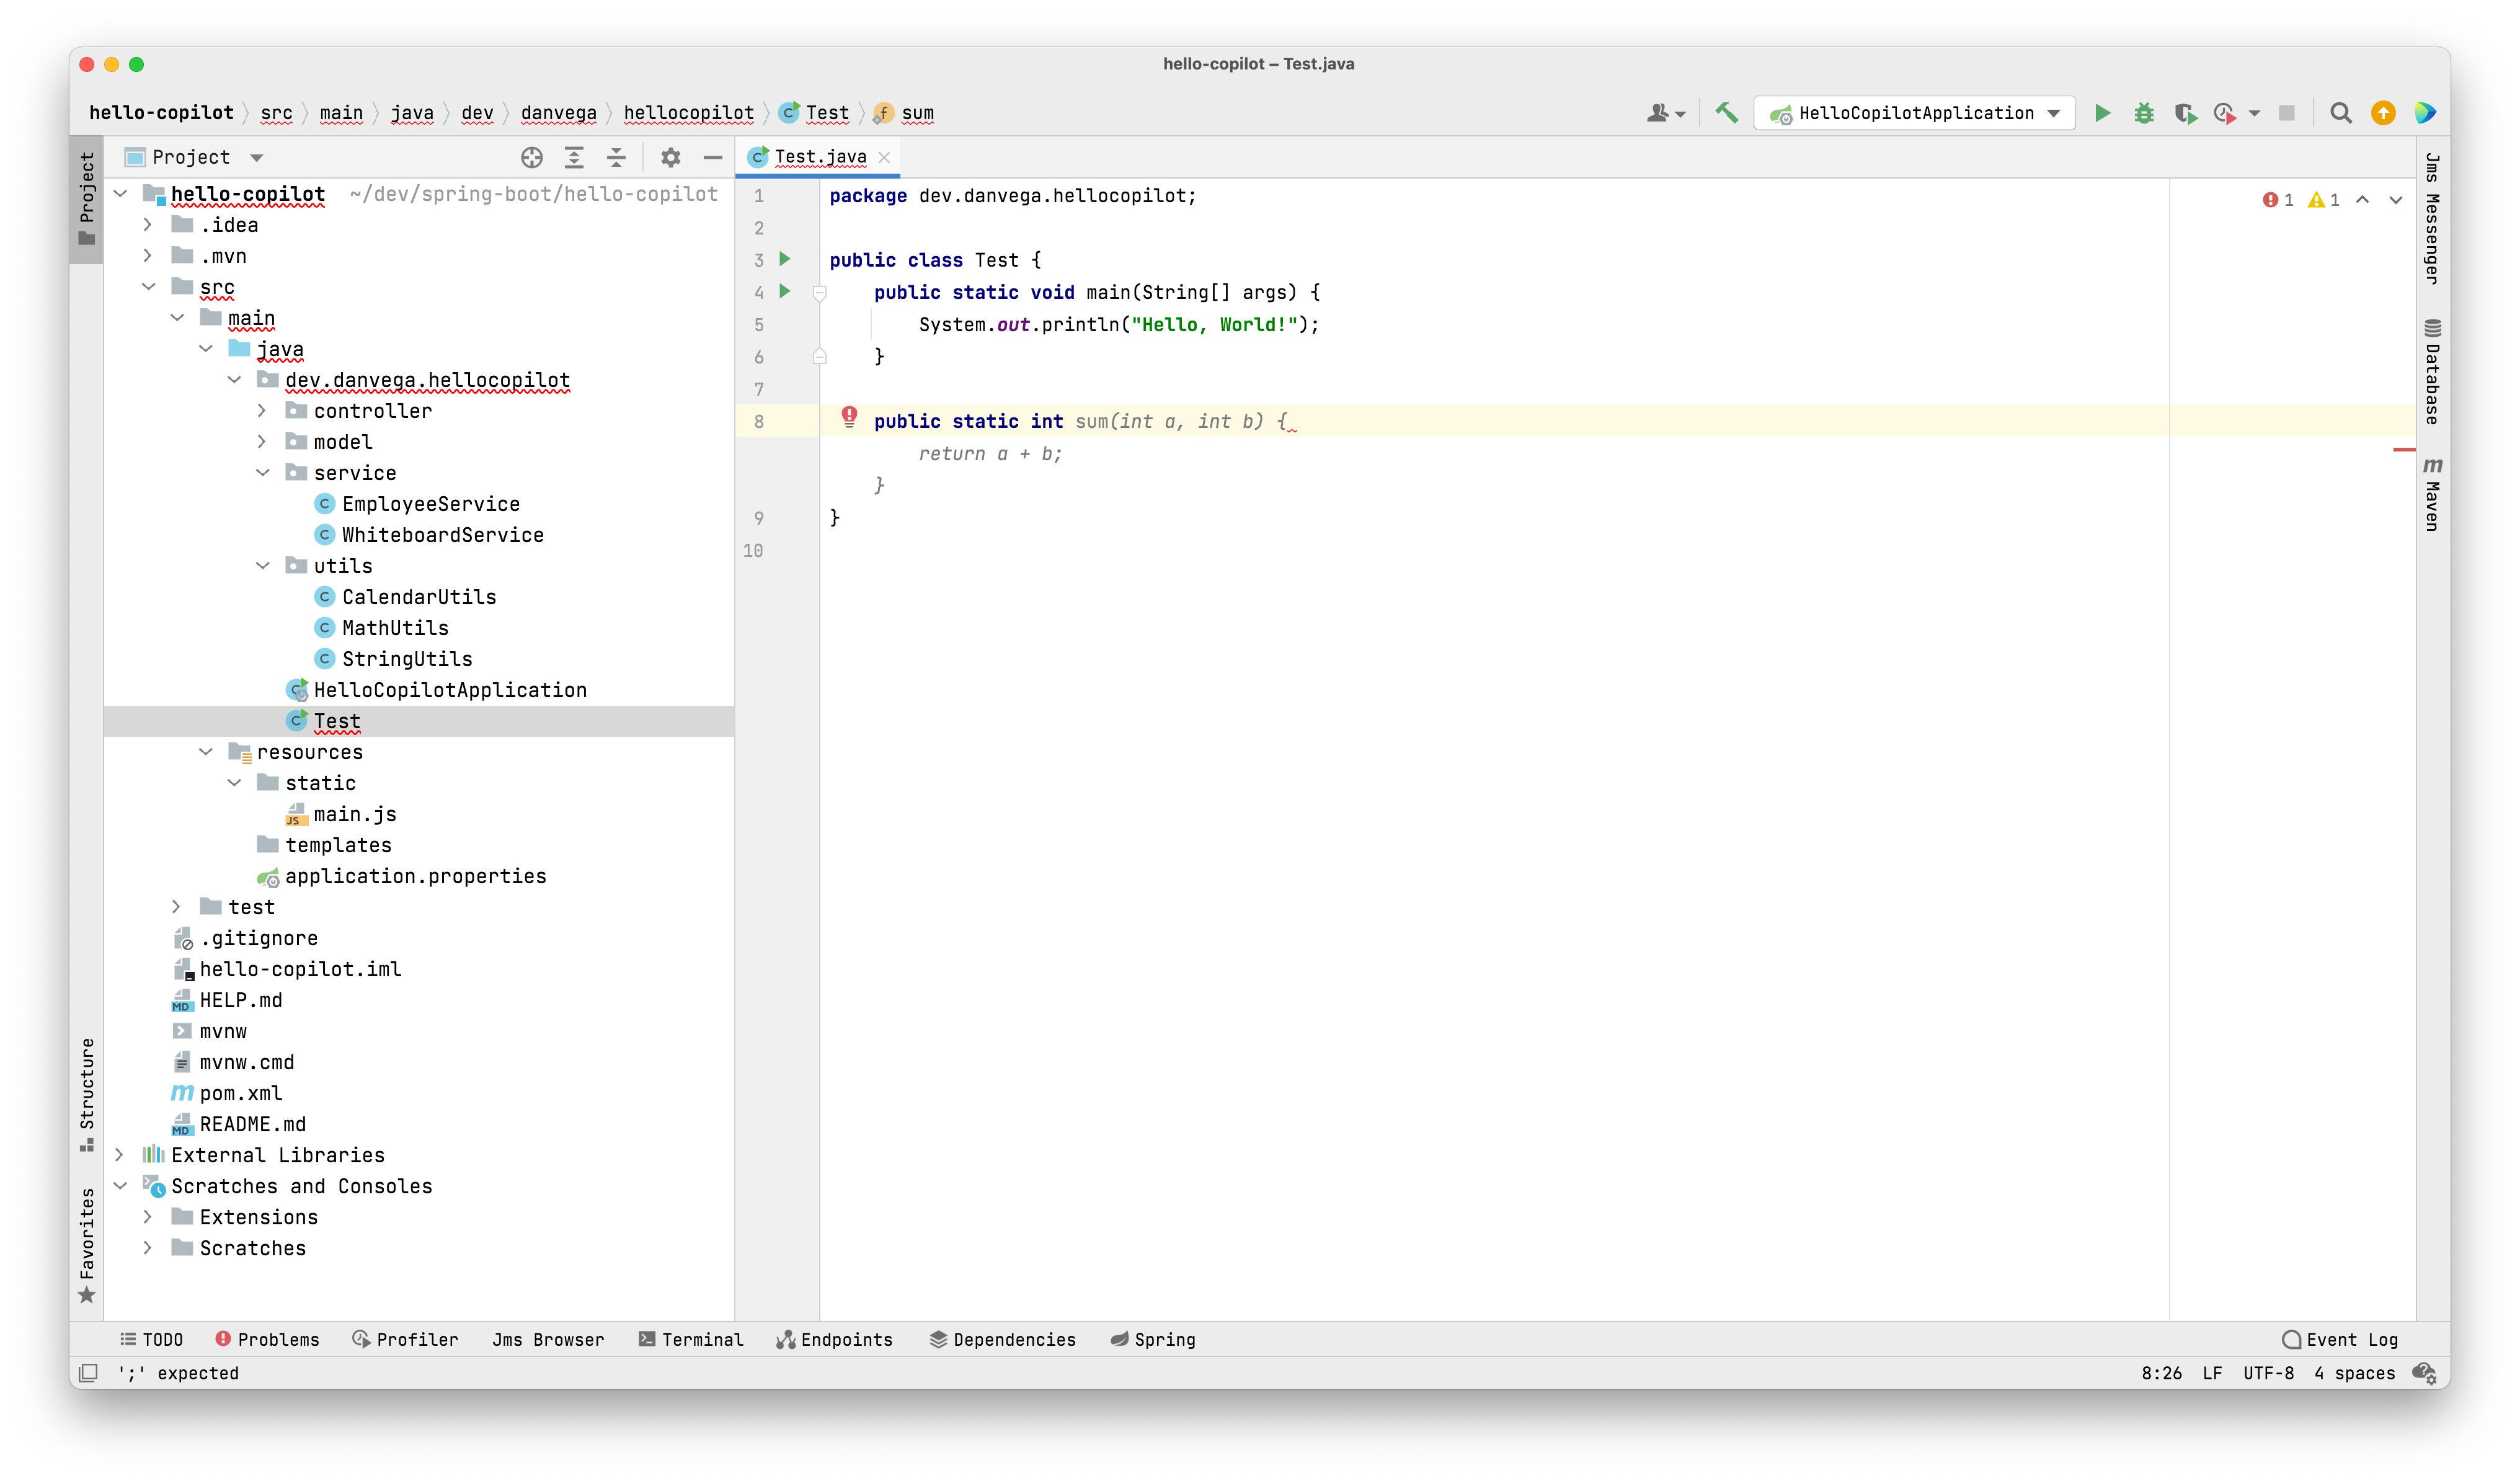 hello-copilot – Test.java
hello-copilot src main java dev danvega hellocopilot Test sum
HelloCopilotApplication
Project
Project
Test.java
hello-copilot ~/dev/spring-boot/hello-copilot
.idea
.mvn
src
main
java
dev.danvega.hellocopilot
controller
model
service
EmployeeService
WhiteboardService
utils
CalendarUtils
MathUtils
StringUtils
HelloCopilotApplication
Test
resources
static
main.js
templates
application.properties
test
.gitignore
hello-copilot.iml
HELP.md
mvnw
mvnw.cmd
pom.xml
README.md
External Libraries
Scratches and Consoles
Extensions
Scratches
Structure
Favorites
1 package dev.danvega.hellocopilot;
2
3 public class Test {
4 public static void main(String[] args) {
5 System.out.println("Hello, World!");
6 }
7
8 public static int sum(int a, int b) {
return a + b;
}
9 }
10
1 1
Jms Messenger
Database
Maven
TODO Problems Profiler Jms Browser Terminal Endpoints Dependencies Spring Event Log
';' expected 8:26 LF UTF-8 4 spaces